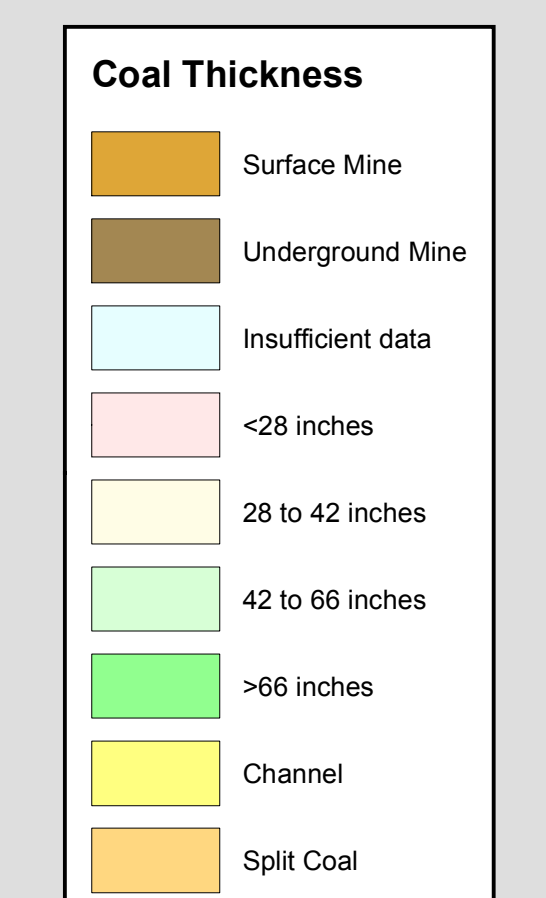 Coal Thickness
Surface Mine
Underground Mine
Insufficient data
<28 inches
28 to 42 inches
42 to 66 inches
>66 inches
Channel
Split Coal